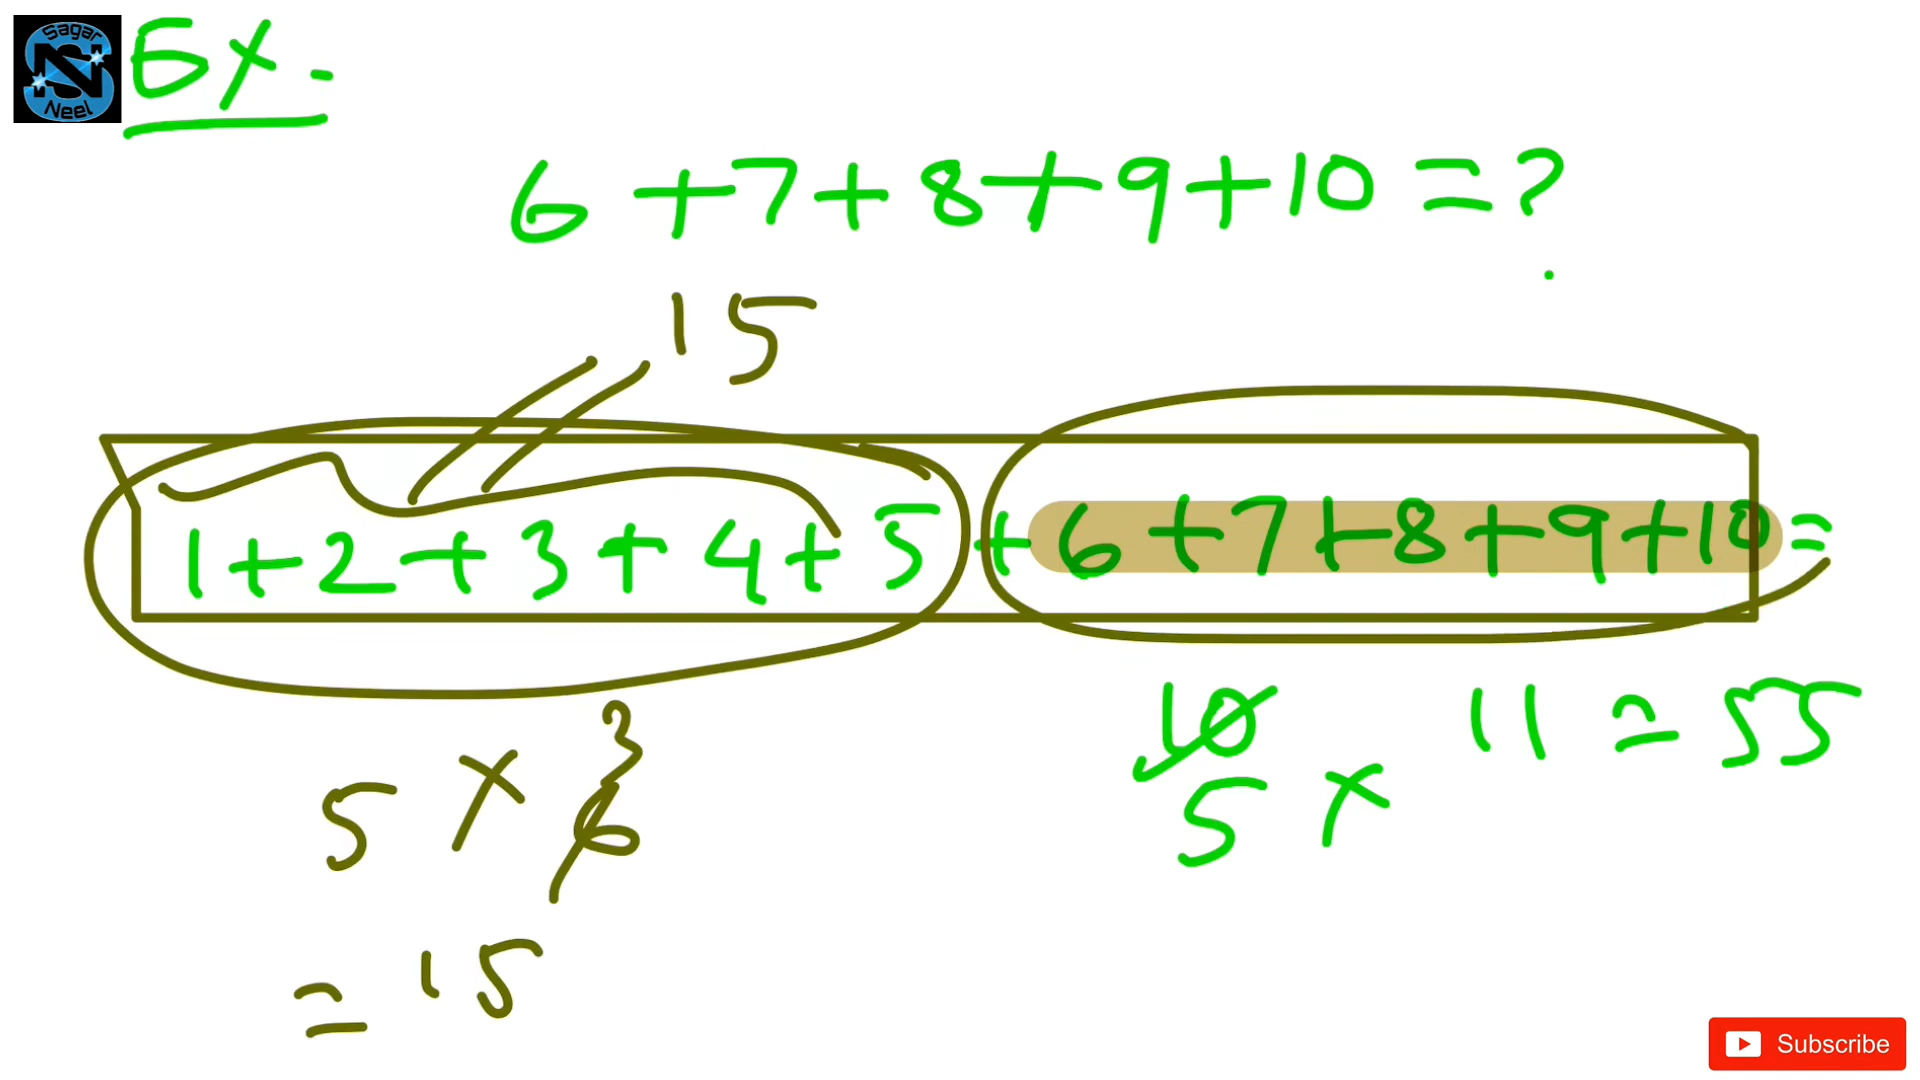 Sagar
Neel
Ex -
6 + 7 + 8 + 9 + 10 = ?
15
1 + 2 + 3 + 4 + 5 + 6 + 7 + 8 + 9 + 10 =
10 11 = 55
5 ×
3
5 × 6
= 15
Subscribe